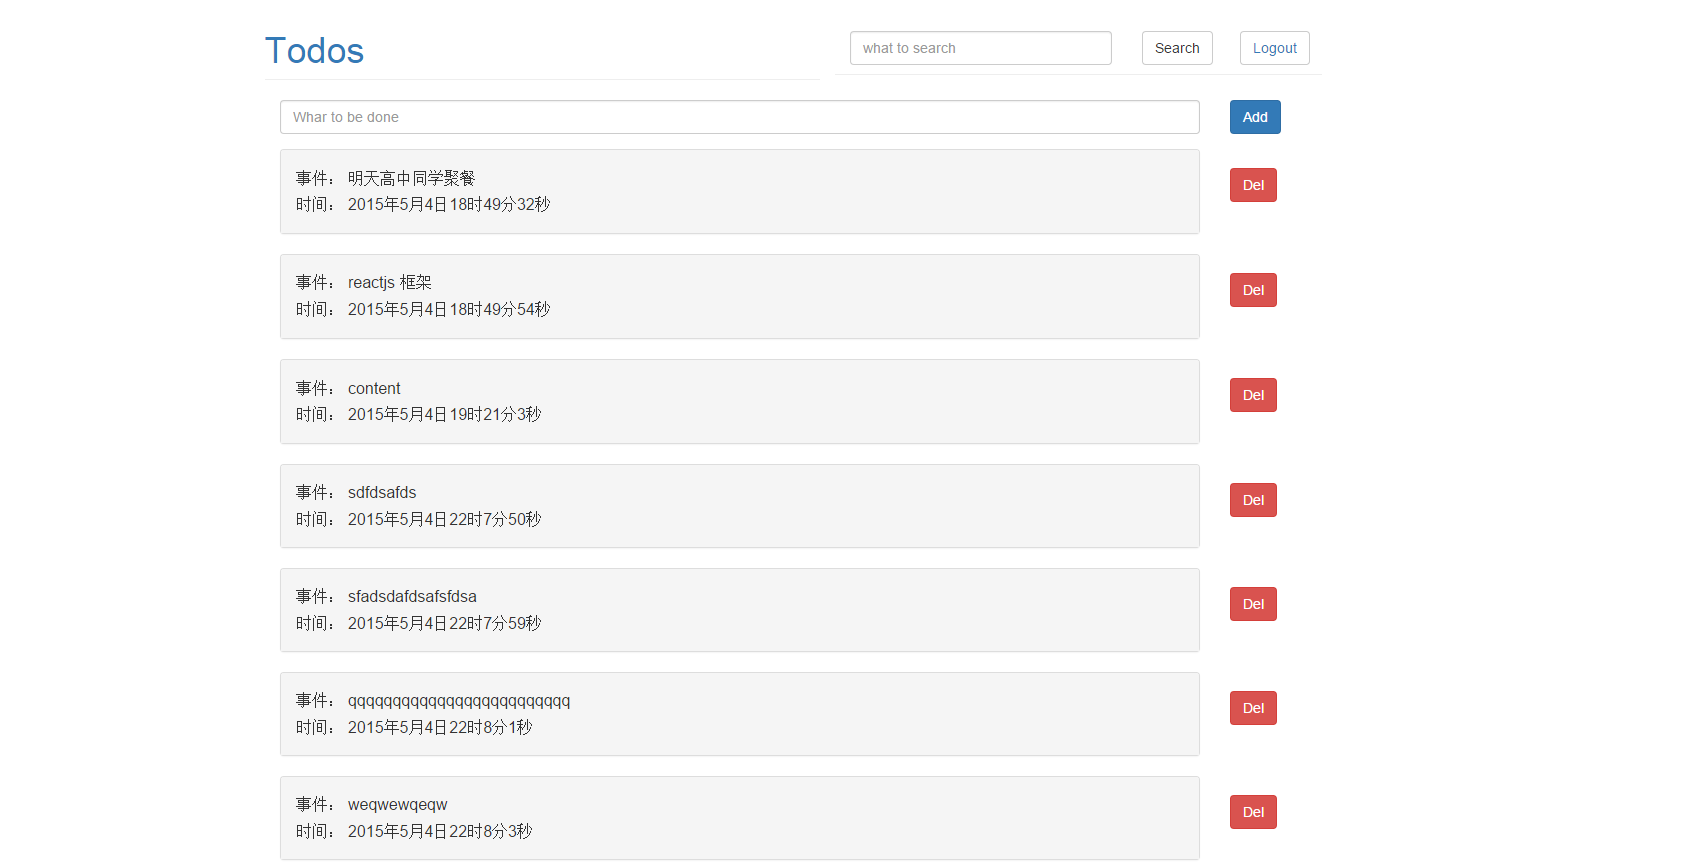 Todos
what to search
Search
Logout
Whar to be done
Add
事件： 明天高中同学聚餐
时间： 2015年5月4日18时49分32秒
Del
事件： reactjs 框架
时间： 2015年5月4日18时49分54秒
Del
事件： content
时间： 2015年5月4日19时21分3秒
Del
事件： sdfdsafds
时间： 2015年5月4日22时7分50秒
Del
事件： sfadsdafdsafsfdsa
时间： 2015年5月4日22时7分59秒
Del
事件： qqqqqqqqqqqqqqqqqqqqqqqqq
时间： 2015年5月4日22时8分1秒
Del
事件： weqwewqeqw
时间： 2015年5月4日22时8分3秒
Del